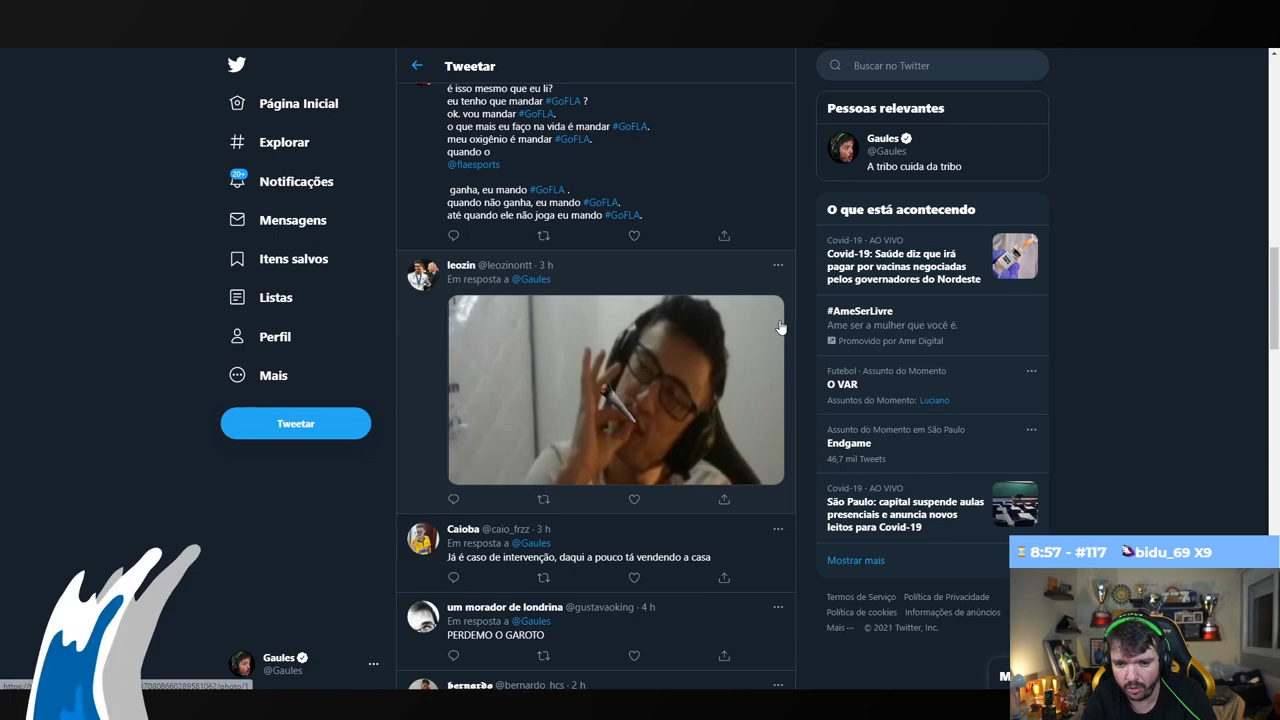 Página Inicial
Explorar
20+
Notificações
Mensagens
Itens salvos
Listas
Perfil
Mais
Tweetar
Gaules
@Gaules
Tweetar
é isso mesmo que eu li?
eu tenho que mandar #GoFLA ?
ok. vou mandar #GoFLA.
o que mais eu faço na vida é mandar #GoFLA.
meu oxigênio é mandar #GoFLA.
quando o
@flaesports
ganha, eu mando #GoFLA .
quando não ganha, eu mando #GoFLA.
até quando ele não joga eu mando #GoFLA.
leozin @leozinontt · 3 h
Em resposta a @Gaules
Caioba @caio_frzz · 3 h
Em resposta a @Gaules
Já é caso de intervenção, daqui a pouco tá vendendo a casa
um morador de londrina @gustavaoking · 4 h
Em resposta a @Gaules
PERDEMO O GAROTO
bernardo @bernardo_hcs · 2 h
Buscar no Twitter
Pessoas relevantes
Gaules
@Gaules
A tribo cuida da tribo
O que está acontecendo
Covid-19 · AO VIVO
Covid-19: Saúde diz que irá
pagar por vacinas negociadas
pelos governadores do Nordeste
#AmeSerLivre
Ame ser a mulher que você é.
Promovido por Ame Digital
Futebol · Assunto do Momento
O VAR
Assuntos do Momento: Luciano
Assunto do Momento em São Paulo
Endgame
46,7 mil Tweets
Covid-19 · AO VIVO
São Paulo: capital suspende aulas
presenciais e anuncia novos
leitos para Covid-19
Mostrar mais
Termos de Serviço Política de Privacidade
Política de cookies Informações de anúncios
Mais ··· © 2021 Twitter, Inc.
8:57 - #117 bidu_69 X9